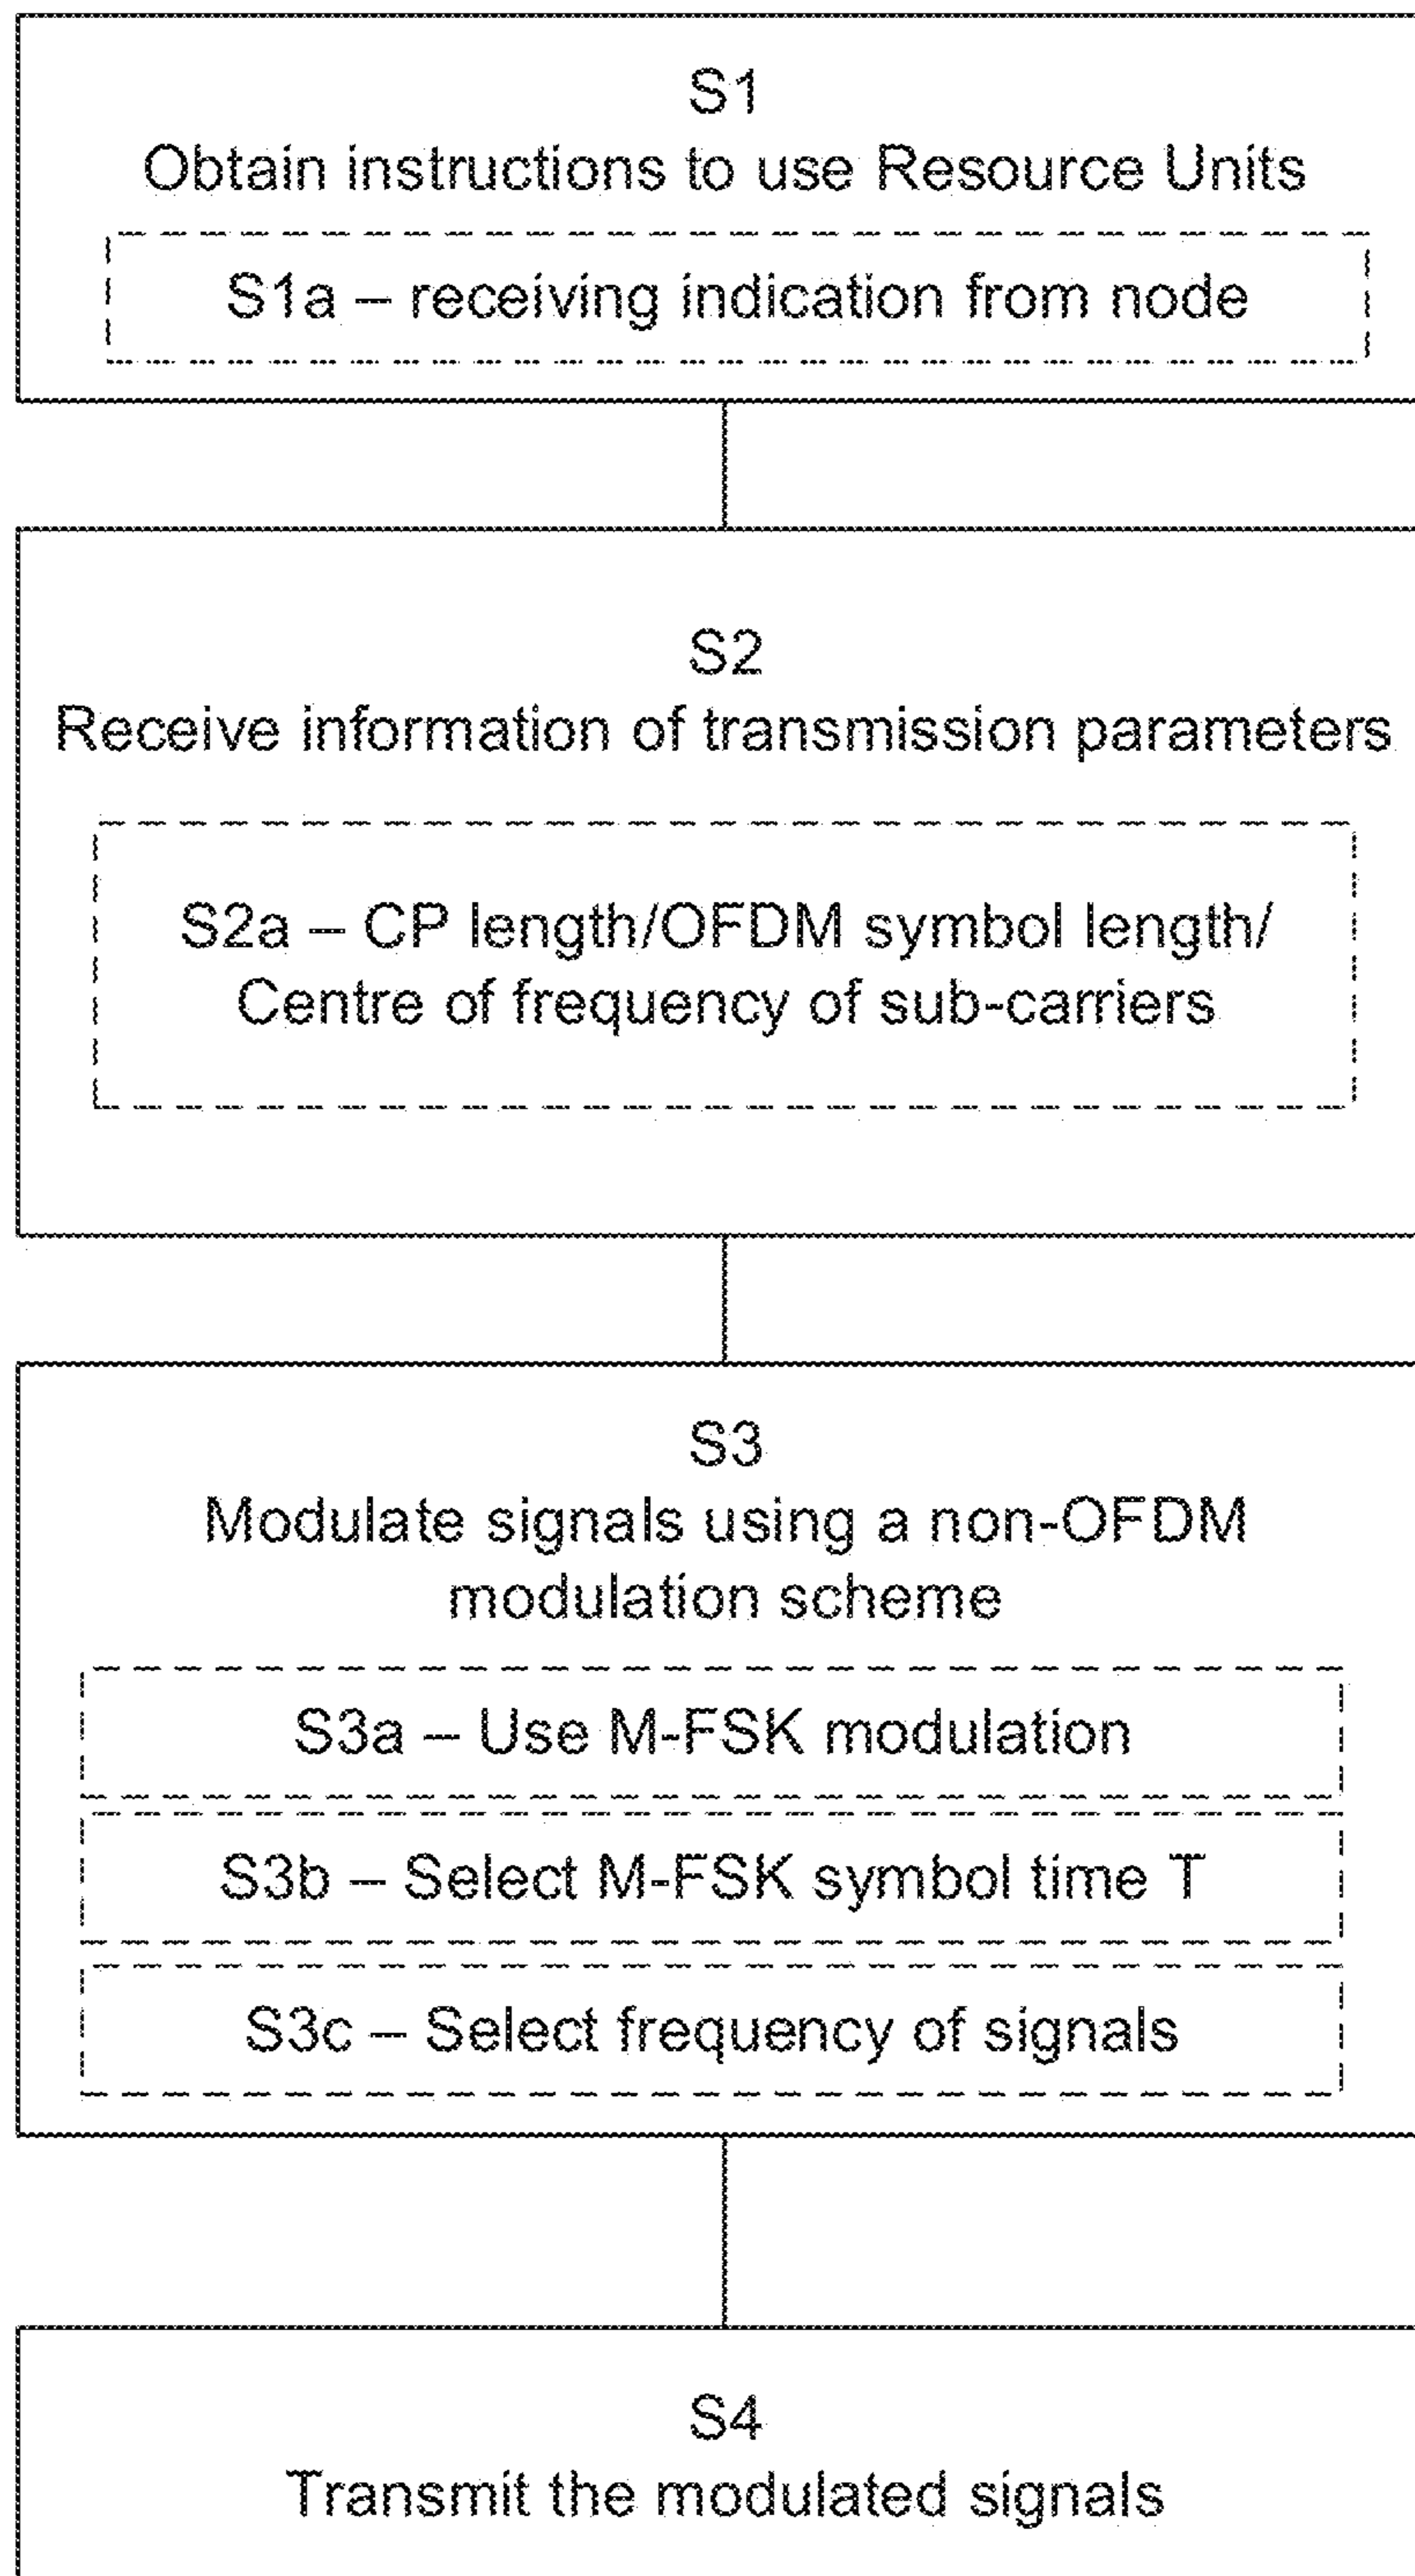 S1
Obtain instructions to use Resource Units
S1a – receiving indication from node
S2
Receive information of transmission parameters
S2a – CP length/OFDM symbol length/
Centre of frequency of sub-carriers
S3
Modulate signals using a non-OFDM
modulation scheme
S3a – Use M-FSK modulation
S3b – Select M-FSK symbol time T
S3c – Select frequency of signals
S4
Transmit the modulated signals